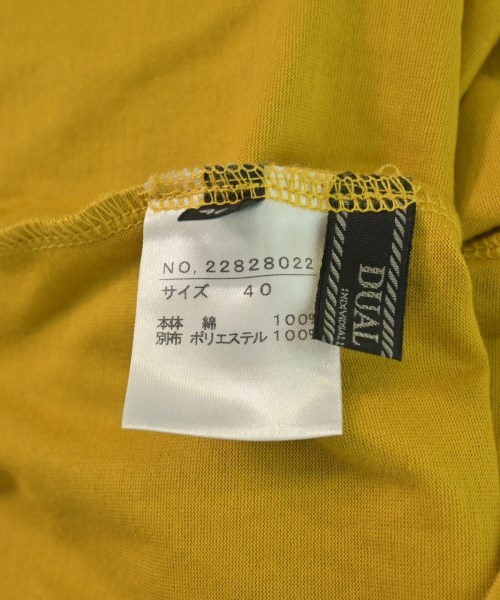 NO. 22828022
サイズ 40
本体 綿 100%
別布 ポリエステル 100%
DUAL